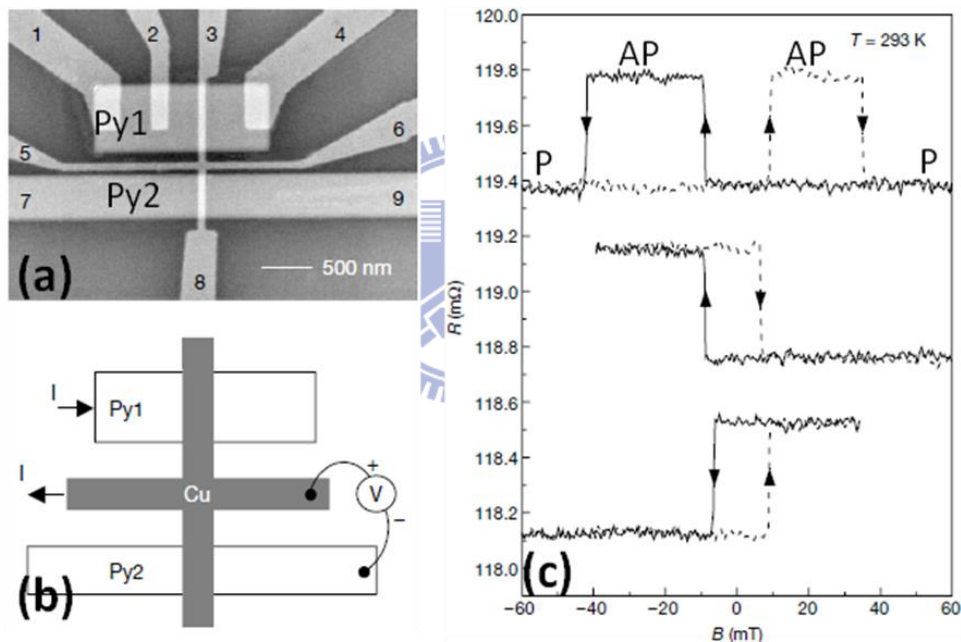 1
2
3
4
Py1
5
6
7
Py2
9
8
500 nm
(a)
I
Py1
I
Cu
+
V
−
Py2
(b)
120.0
119.8
119.6
119.4
119.2
119.0
118.8
118.6
118.4
118.2
118.0
R (mΩ)
T = 293 K
AP
AP
P
P
(c)
−60
−40
−20
0
20
40
60
B (mT)